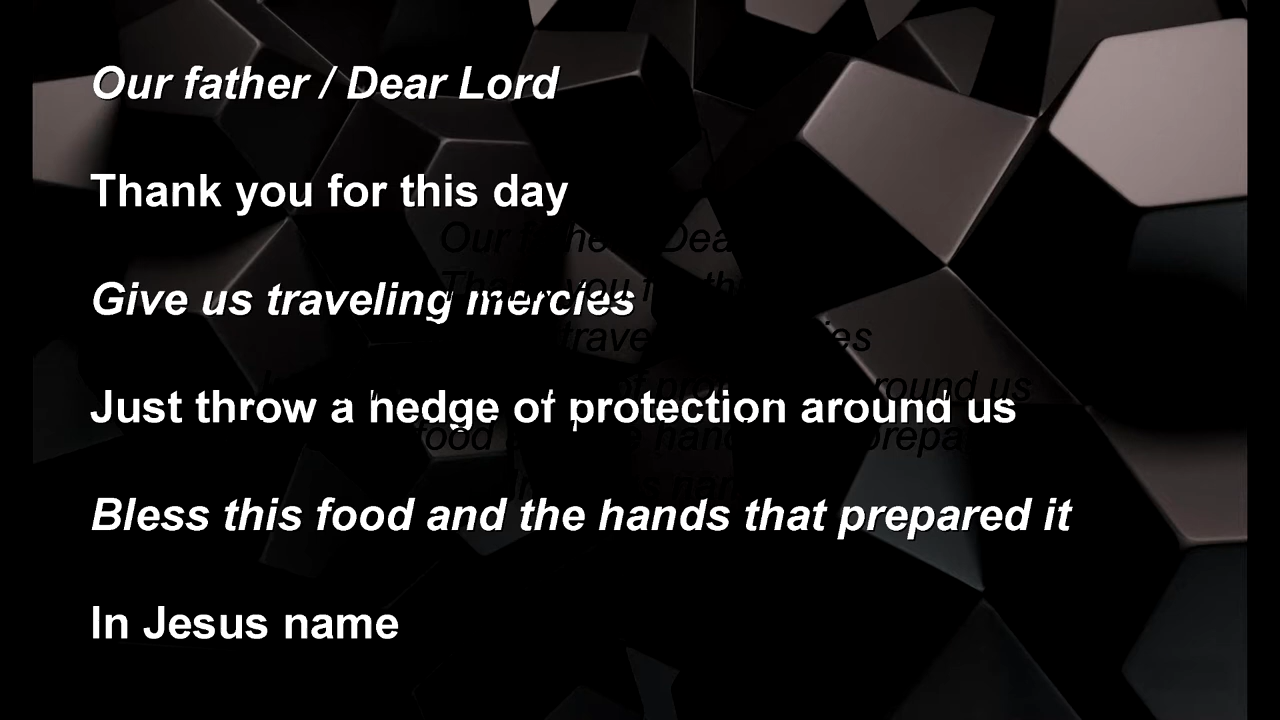 Our father / Dear Lord
Thank you for this day
Give us traveling mercies
Just throw a hedge of protection around us
Bless this food and the hands that prepared it
In Jesus name